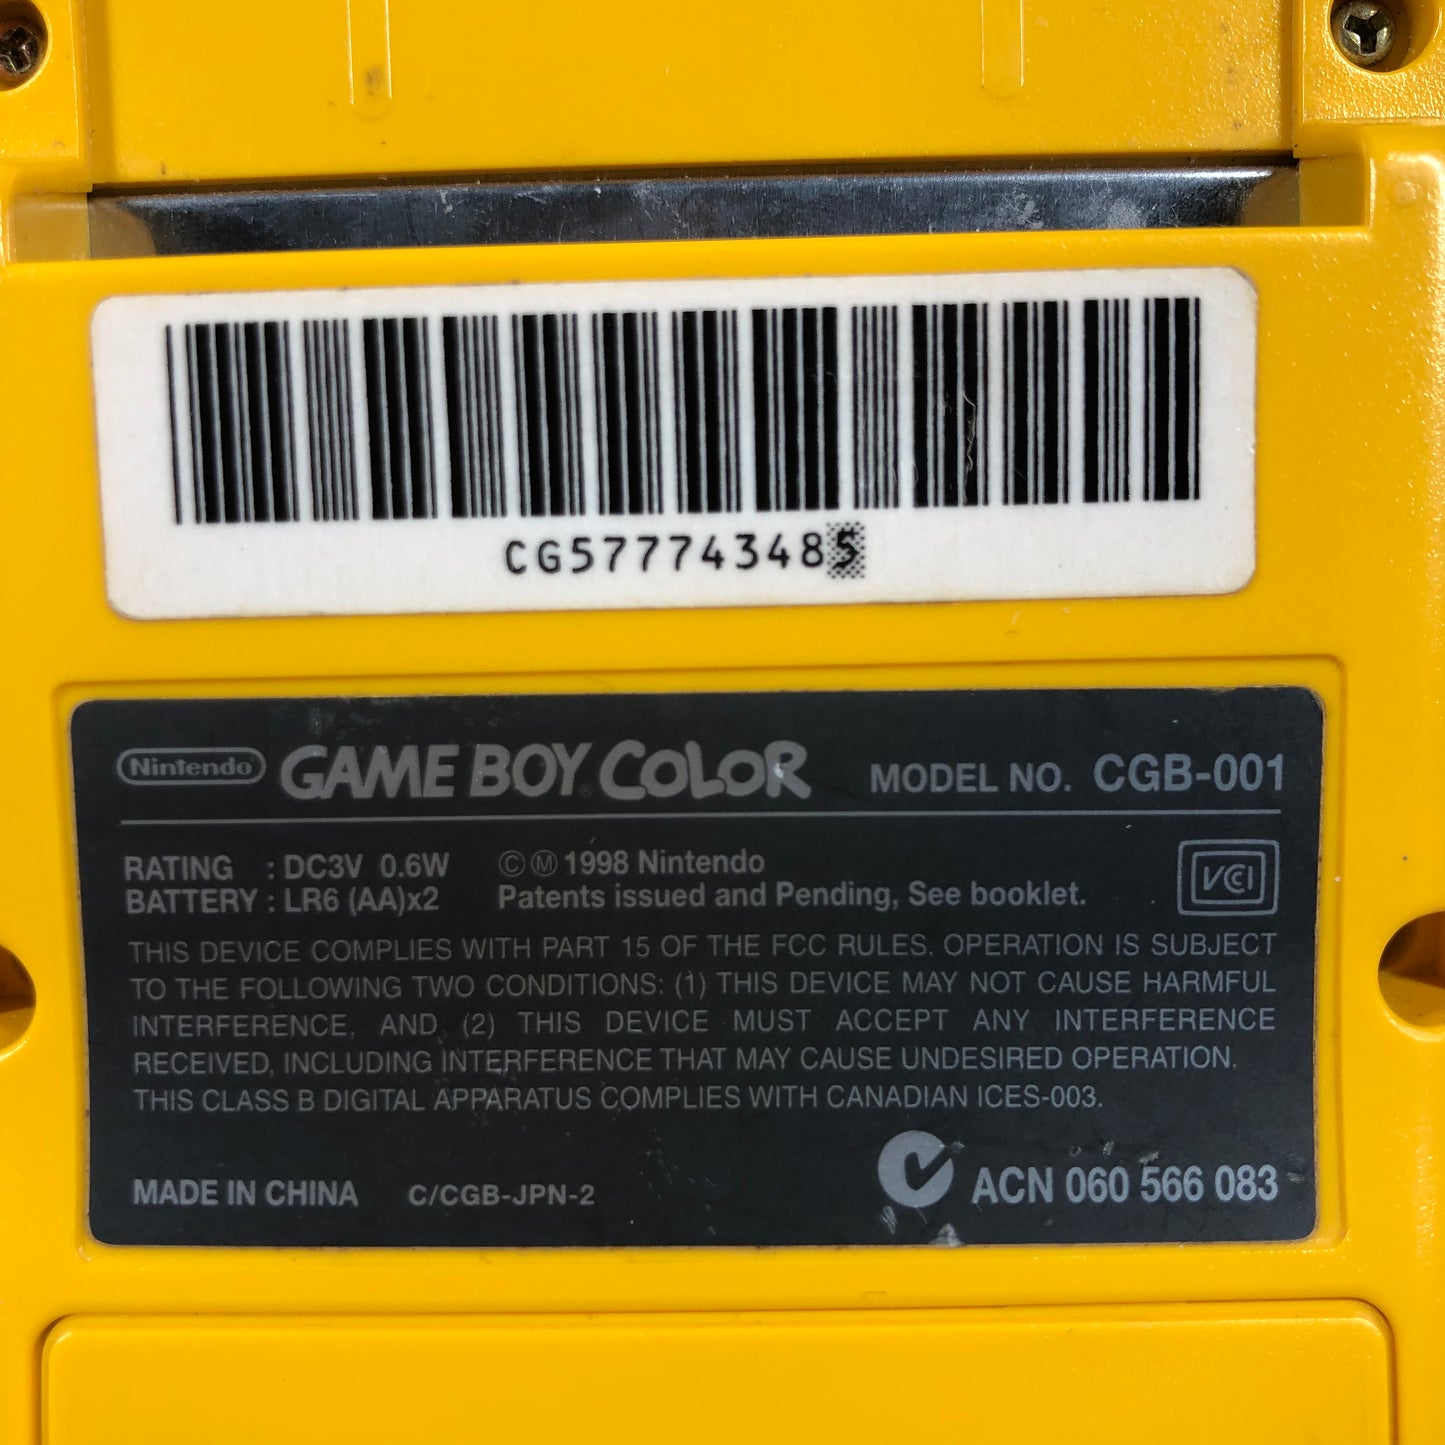 CG577743485
Nintendo GAME BOY COLOR MODEL NO. CGB-001
RATING : DC3V 0.6W
BATTERY : LR6 (AA)x2
ⒸⓂ 1998 Nintendo
Patents issued and Pending, See booklet.
VCCI
THIS DEVICE COMPLIES WITH PART 15 OF THE FCC RULES. OPERATION IS SUBJECT
TO THE FOLLOWING TWO CONDITIONS: (1) THIS DEVICE MAY NOT CAUSE HARMFUL
INTERFERENCE, AND (2) THIS DEVICE MUST ACCEPT ANY INTERFERENCE
RECEIVED, INCLUDING INTERFERENCE THAT MAY CAUSE UNDESIRED OPERATION.
THIS CLASS B DIGITAL APPARATUS COMPLIES WITH CANADIAN ICES-003.
MADE IN CHINA C/CGB-JPN-2 ACN 060 566 083